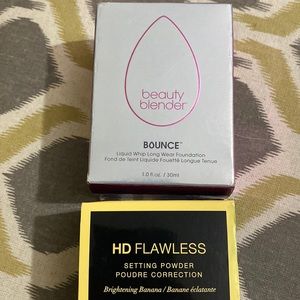 beauty
blender
BOUNCE™
Liquid Whip Long Wear Foundation
Fond de Teint Liquide Fouetté Longue Tenue
1.0 fl. oz. / 30ml
HD FLAWLESS
SETTING POWDER
POUDRE CORRECTION
Brightening Banana / Banane éclatante